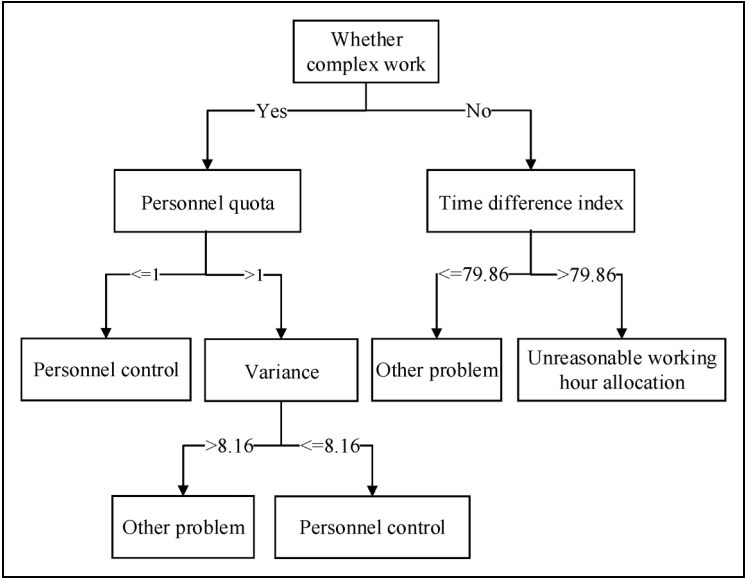 Whether
complex work
Yes
No
Personnel quota
Time difference index
<=1
>1
<=79.86
>79.86
Personnel control
Variance
Other problem
Unreasonable working
hour allocation
>8.16
<=8.16
Other problem
Personnel control